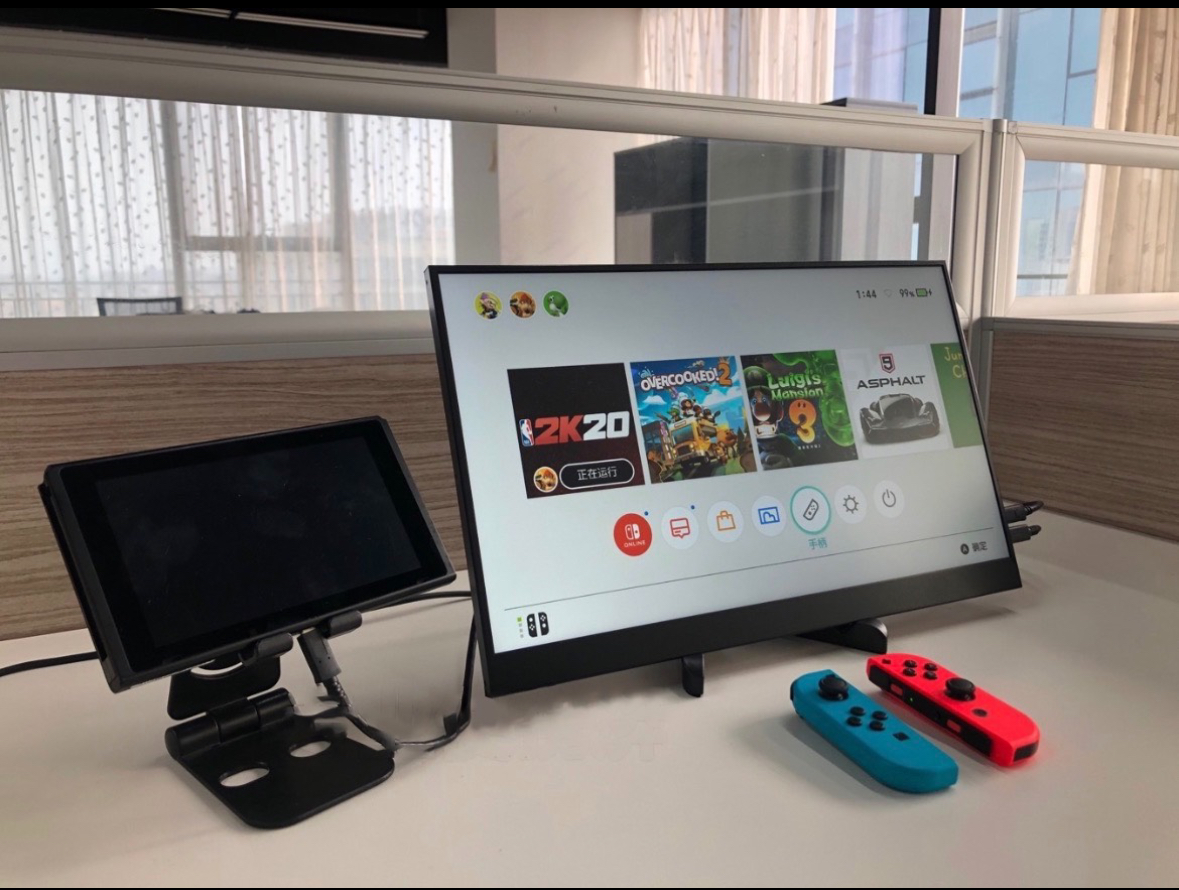 1:44 99%
2K20
正在运行
OVERCOOKED! 2
Luigi's
Mansion
3
9
ASPHALT
Jun
C
ONLINE
手柄
A 确定